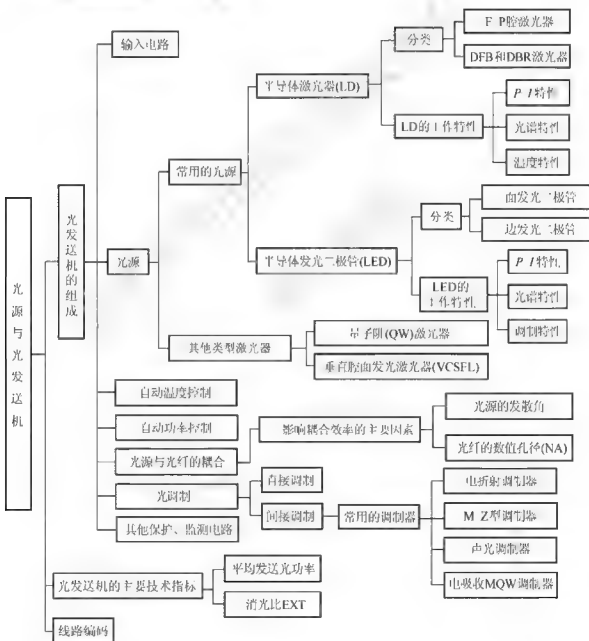 光源与光发送机
光发送机的组成
输入电路
光源
常用的光源
半导体激光器(LD)
分类
F-P腔激光器
DFB和DBR激光器
LD的工作特性
P-I特性
光谱特性
温度特性
半导体发光二极管(LED)
分类
面发光二极管
边发光二极管
LED的
工作特性
P-I特性
光谱特性
调制特性
其他类型激光器
量子阱(QW)激光器
垂直腔面发光激光器(VCSEL)
自动温度控制
自动功率控制
光源与光纤的耦合
影响耦合效率的主要因素
光源的发散角
光纤的数值孔径(NA)
光调制
直接调制
间接调制
常用的调制器
电折射调制器
M-Z型调制器
声光调制器
电吸收MQW调制器
其他保护、监测电路
光发送机的主要技术指标
平均发送光功率
消光比EXT
线路编码